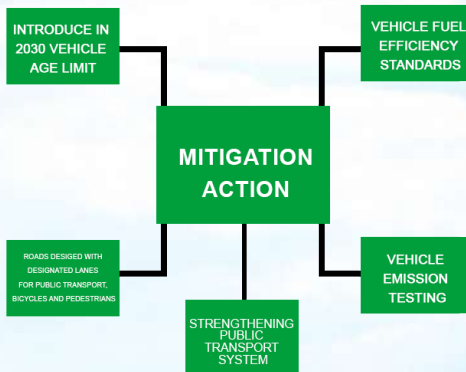 INTRODUCE IN
2030 VEHICLE
AGE LIMIT
VEHICLE FUEL
EFFICIENCY
STANDARDS
MITIGATION
ACTION
ROADS DESIGED WITH
DESIGNATED LANES
FOR PUBLIC TRANSPORT,
BICYCLES AND PEDESTRIANS
STRENGTHENING
PUBLIC
TRANSPORT
SYSTEM
VEHICLE
EMISSION
TESTING